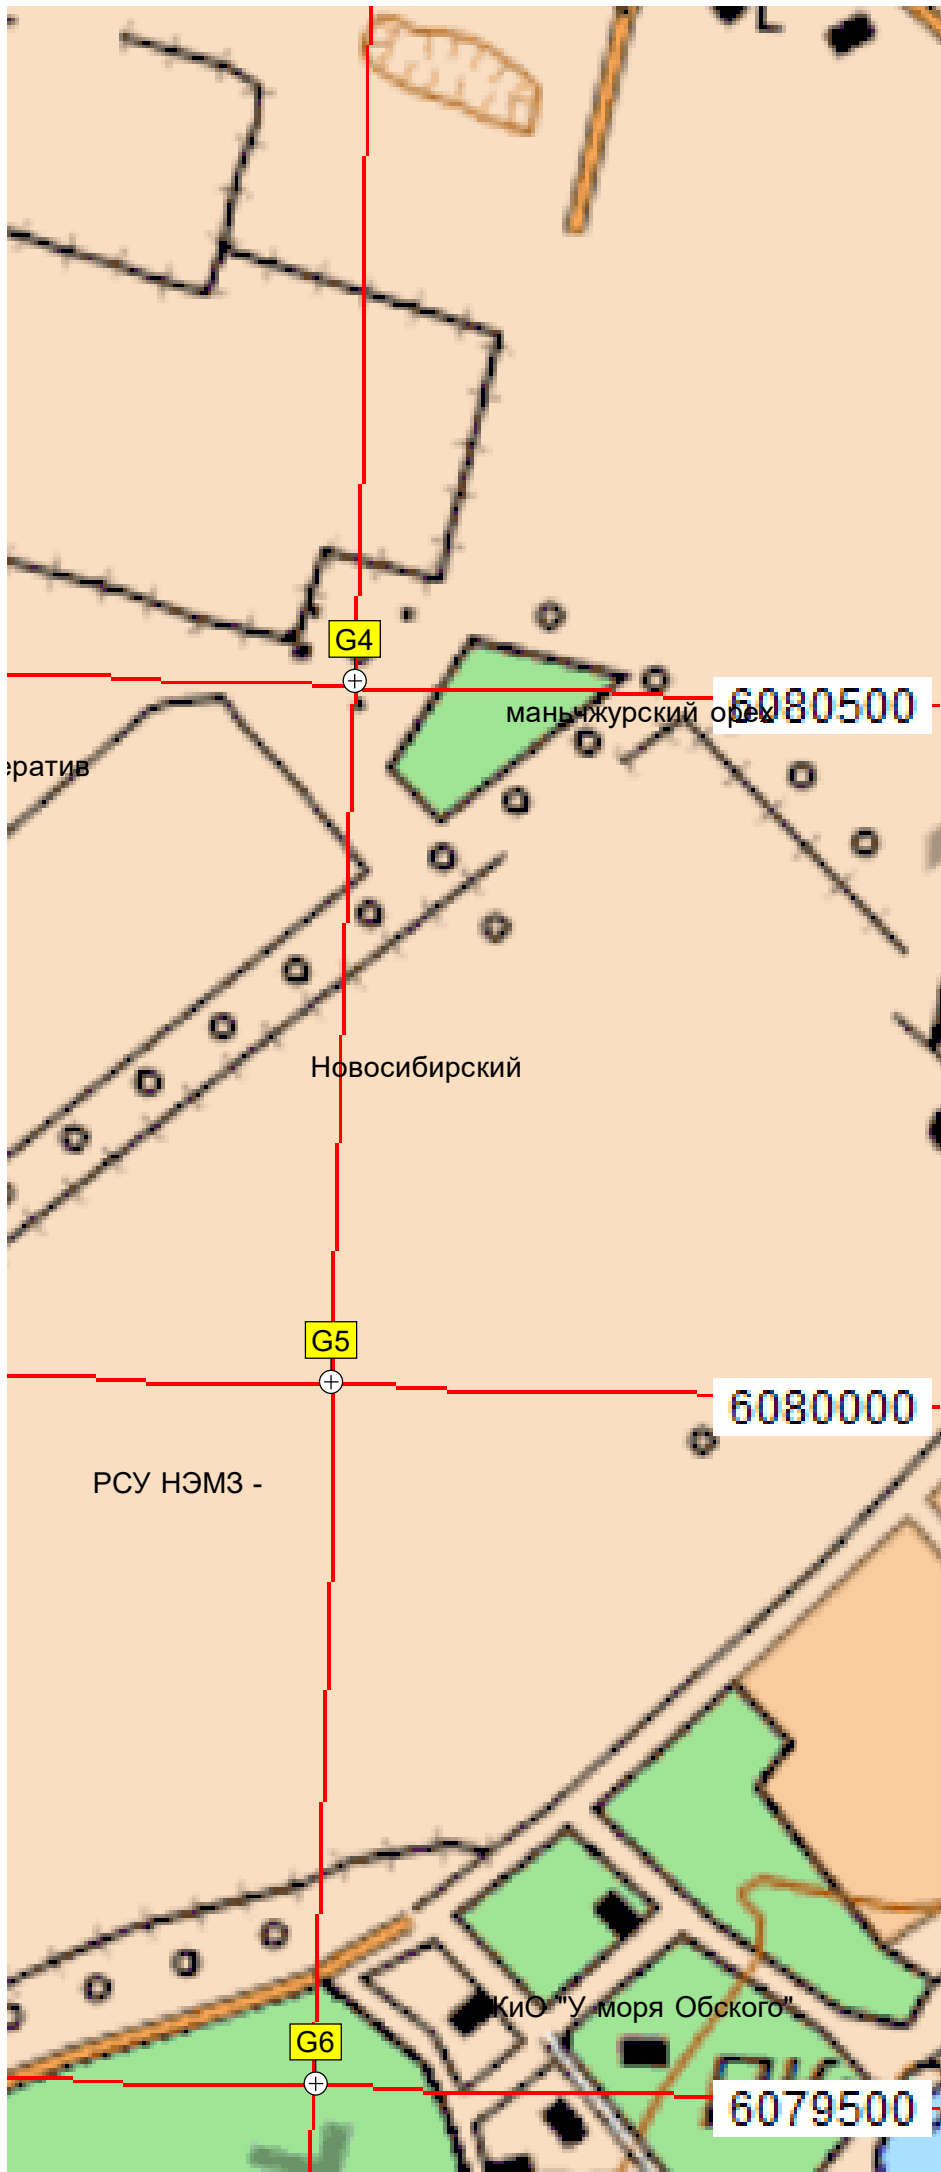 G4
6080500
маньчжурский орех
ератив
Новосибирский
G5
6080000
РСУ НЭМЗ -
КиО "У моря Обского"
G6
6079500